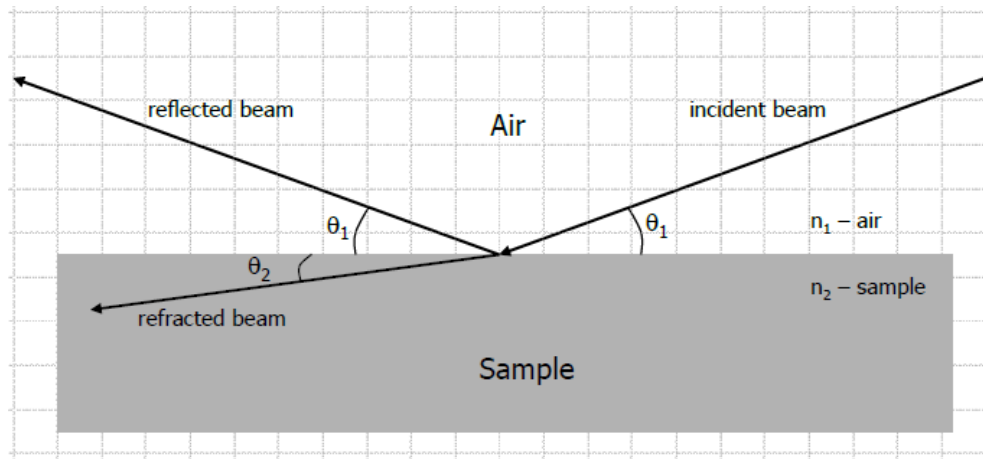 reflected beam
incident beam
Air
θ₁
θ₁
n₁ – air
θ₂
n₂ – sample
refracted beam
Sample